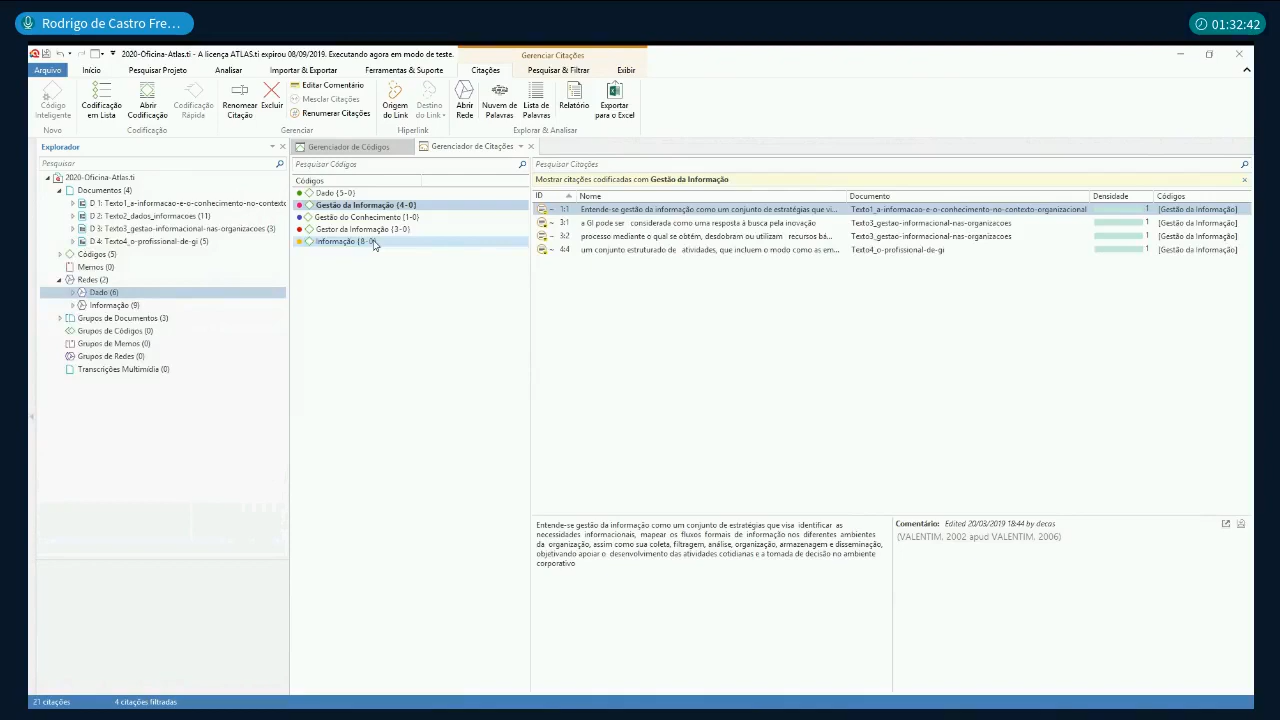 Rodrigo de Castro Fre...
01:32:42
2020-Oficina-Atlas.ti - A licença ATLAS.ti expirou 08/09/2019. Executando agora em modo de teste.
Gerenciar Citações
Arquivo Início Pesquisar Projeto Analisar Importar & Exportar Ferramentas & Suporte Citações Pesquisar & Filtrar Exibir
Código Inteligente
Codificação em Lista
Abrir Codificação
Codificação Rápida
Renomear Citação
Excluir
Editar Comentário
Mesclar Citações
Renumerar Citações
Origem do Link
Destino do Link
Abrir Rede
Nuvem de Palavras
Lista de Palavras
Relatório
Exportar para o Excel
Novo Codificação Gerenciar Hiperlink Explorar & Analisar
Explorador
Pesquisar
2020-Oficina-Atlas.ti
Documentos (4)
D 1: Texto1_a-informacao-e-o-conhecimento-no-contexto
D 2: Texto2_dados_informacoes (11)
D 3: Texto3_gestao-informacional-nas-organizacoes (3)
D 4: Texto4_o-profissional-de-gi (5)
Códigos (5)
Memos (0)
Redes (2)
Dado (6)
Informação (9)
Grupos de Documentos (3)
Grupos de Códigos (0)
Grupos de Memos (0)
Grupos de Redes (0)
Transcrições Multimídia (0)
Gerenciador de Códigos
Gerenciador de Citações
Pesquisar Códigos
Códigos
Dado {5-0}
Gestão da Informação {4-0}
Gestão do Conhecimento {1-0}
Gestor da Informação {3-0}
Informação {8-0}
Pesquisar Citações
Mostrar citações codificadas com Gestão da Informação
ID Nome Documento Densidade Códigos
1:1 Entende-se gestão da informação como um conjunto de estratégias que vi... Texto1_a-informacao-e-o-conhecimento-no-contexto-organizacional 1 [Gestão da Informação]
3:1 a GI pode ser considerada como uma resposta à busca pela inovação Texto3_gestao-informacional-nas-organizacoes 1 [Gestão da Informação]
3:2 processo mediante o qual se obtém, desdobram ou utilizam recursos bá... Texto3_gestao-informacional-nas-organizacoes 1 [Gestão da Informação]
4:4 um conjunto estruturado de atividades, que incluem o modo como as em... Texto4_o-profissional-de-gi 1 [Gestão da Informação]
Entende-se gestão da informação como um conjunto de estratégias que visa identificar as
necessidades informacionais, mapear os fluxos formais de informação nos diferentes ambientes
da organização, assim como sua coleta, filtragem, análise, organização, armazenagem e disseminação,
objetivando apoiar o desenvolvimento das atividades cotidianas e a tomada de decisão no ambiente
corporativo
Comentário: Edited 20/03/2019 18:44 by decas
(VALENTIM, 2002 apud VALENTIM, 2006)
21 citações 4 citações filtradas